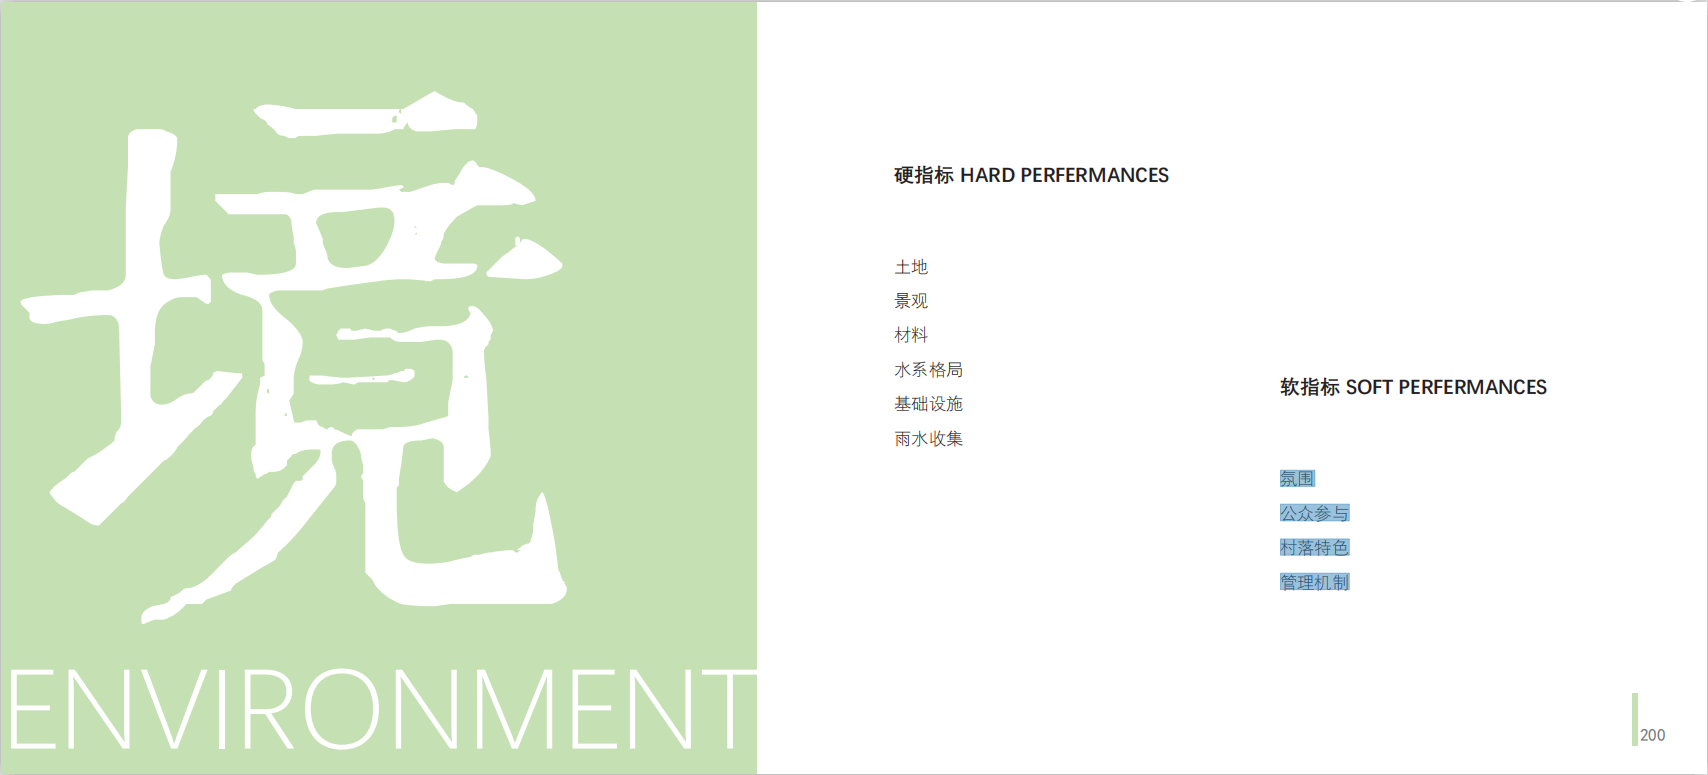 境
ENVIRONMENT
硬指标 HARD PERFERMANCES
土地
景观
材料
水系格局
基础设施
雨水收集
软指标 SOFT PERFERMANCES
氛围
公众参与
村落特色
管理机制
200